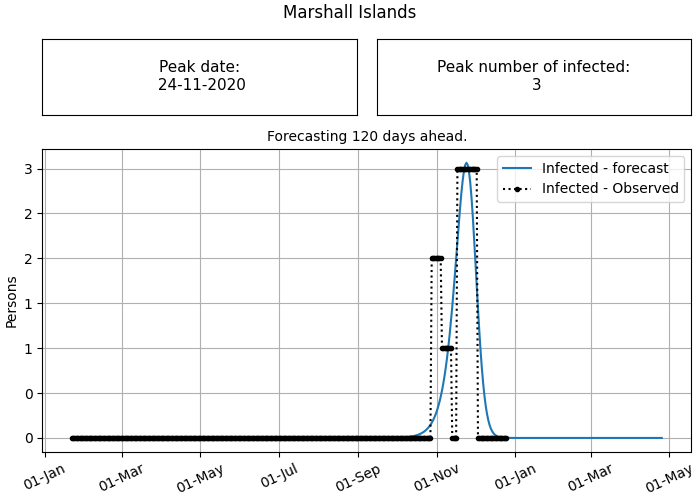 Marshall Islands
Peak date:
24-11-2020
Peak number of infected:
3
Forecasting 120 days ahead.
Infected - forecast
Infected - Observed
Persons
3
2
2
1
1
0
0
01-Jan
01-Mar
01-May
01-Jul
01-Sep
01-Nov
01-Jan
01-Mar
01-May